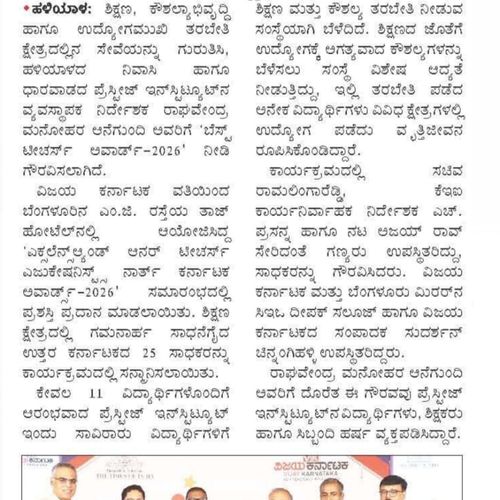 • ಹಳಿಯಾಳ: ಶಿಕ್ಷಣ, ಕೌಶಲ್ಯಾಭಿವೃದ್ಧಿ
ಹಾಗೂ ಉದ್ಯೋಗಮುಖಿ ತರಬೇತಿ
ಕ್ಷೇತ್ರದಲ್ಲಿನ ಸೇವೆಯನ್ನು ಗುರುತಿಸಿ,
ಹಳಿಯಾಳದ ನಿವಾಸಿ ಹಾಗೂ
ಧಾರವಾಡದ ಪ್ರೆಸ್ಟೀಜ್ ಇನ್‌ಸ್ಟಿಟ್ಯೂಟ್‌ನ
ವ್ಯವಸ್ಥಾಪಕ ನಿರ್ದೇಶಕ ರಾಘವೇಂದ್ರ
ಮನೋಹರ ಆನೆಗುಂದಿ ಅವರಿಗೆ 'ಬೆಸ್ಟ್
ಟೀಚರ್ಸ್ ಅವಾರ್ಡ್-2026' ನೀಡಿ
ಗೌರವಿಸಲಾಗಿದೆ.
ವಿಜಯ ಕರ್ನಾಟಕ ವತಿಯಿಂದ
ಬೆಂಗಳೂರಿನ ಎಂ.ಜಿ. ರಸ್ತೆಯ ತಾಜ್
ಹೋಟೆಲ್‌ನಲ್ಲಿ ಆಯೋಜಿಸಿದ್ದ
'ಎಕ್ಸಲೆನ್ಸ್‌ಆ್ಯಂಡ್ ಆನರ್ ಟೀಚರ್ಸ್
ಎಜುಕೇಷನಿಸ್ಟ್ಸ್ ನಾರ್ತ್ ಕರ್ನಾಟಕ
ಅವಾರ್ಡ್ಸ್-2026' ಸಮಾರಂಭದಲ್ಲಿ
ಪ್ರಶಸ್ತಿ ಪ್ರದಾನ ಮಾಡಲಾಯಿತು. ಶಿಕ್ಷಣ
ಕ್ಷೇತ್ರದಲ್ಲಿ ಗಮನಾರ್ಹ ಸಾಧನೆಗೈದ
ಉತ್ತರ ಕರ್ನಾಟಕದ 25 ಸಾಧಕರನ್ನು
ಕಾರ್ಯಕ್ರಮದಲ್ಲಿ ಸನ್ಮಾನಿಸಲಾಯಿತು.
ಕೇವಲ 11 ವಿದ್ಯಾರ್ಥಿಗಳೊಂದಿಗೆ
ಆರಂಭವಾದ ಪ್ರೆಸ್ಟೀಜ್ ಇನ್‌ಸ್ಟಿಟ್ಯೂಟ್
ಇಂದು ಸಾವಿರಾರು ವಿದ್ಯಾರ್ಥಿಗಳಿಗೆ
ಶಿಕ್ಷಣ ಮತ್ತು ಕೌಶಲ್ಯ ತರಬೇತಿ ನೀಡುವ
ಸಂಸ್ಥೆಯಾಗಿ ಬೆಳೆದಿದೆ. ಶಿಕ್ಷಣದ ಜೊತೆಗೆ
ಉದ್ಯೋಗಕ್ಕೆ ಅಗತ್ಯವಾದ ಕೌಶಲ್ಯಗಳನ್ನು
ಬೆಳೆಸಲು ಸಂಸ್ಥೆ ವಿಶೇಷ ಆದ್ಯತೆ
ನೀಡುತ್ತಿದ್ದು, ಇಲ್ಲಿ ತರಬೇತಿ ಪಡೆದ
ಅನೇಕ ವಿದ್ಯಾರ್ಥಿಗಳು ವಿವಿಧ ಕ್ಷೇತ್ರಗಳಲ್ಲಿ
ಉದ್ಯೋಗ ಪಡೆದು ವೃತ್ತಿಜೀವನ
ರೂಪಿಸಿಕೊಂಡಿದ್ದಾರೆ.
ಕಾರ್ಯಕ್ರಮದಲ್ಲಿ ಸಚಿವ
ರಾಮಲಿಂಗಾರೆಡ್ಡಿ, ಕೆಇಐ
ಕಾರ್ಯನಿರ್ವಾಹಕ ನಿರ್ದೇಶಕ ಎಚ್.
ಪ್ರಸನ್ನ ಹಾಗೂ ನಟ ಅಜಯ್ ರಾವ್
ಸೇರಿದಂತೆ ಗಣ್ಯರು ಉಪಸ್ಥಿತರಿದ್ದು,
ಸಾಧಕರನ್ನು ಗೌರವಿಸಿದರು. ವಿಜಯ
ಕರ್ನಾಟಕ ಮತ್ತು ಬೆಂಗಳೂರು ಮಿರರ್‌ನ
ಸಿಇಒ ದೀಪಕ್ ಸಲೂಜ್ ಹಾಗೂ ವಿಜಯ
ಕರ್ನಾಟಕದ ಸಂಪಾದಕ ಸುದರ್ಶನ್
ಚನ್ನಂಗಿಹಳ್ಳಿ ಉಪಸ್ಥಿತರಿದ್ದರು.
ರಾಘವೇಂದ್ರ ಮನೋಹರ ಆನೆಗುಂದಿ
ಅವರಿಗೆ ದೊರೆತ ಈ ಗೌರವವು ಪ್ರೆಸ್ಟೀಜ್
ಇನ್‌ಸ್ಟಿಟ್ಯೂಟ್‌ನ ವಿದ್ಯಾರ್ಥಿಗಳು, ಶಿಕ್ಷಕರು
ಹಾಗೂ ಸಿಬ್ಬಂದಿ ಹರ್ಷ ವ್ಯಕ್ತಪಡಿಸಿದ್ದಾರೆ.
ವಿಜಯ ಕರ್ನಾಟಕ